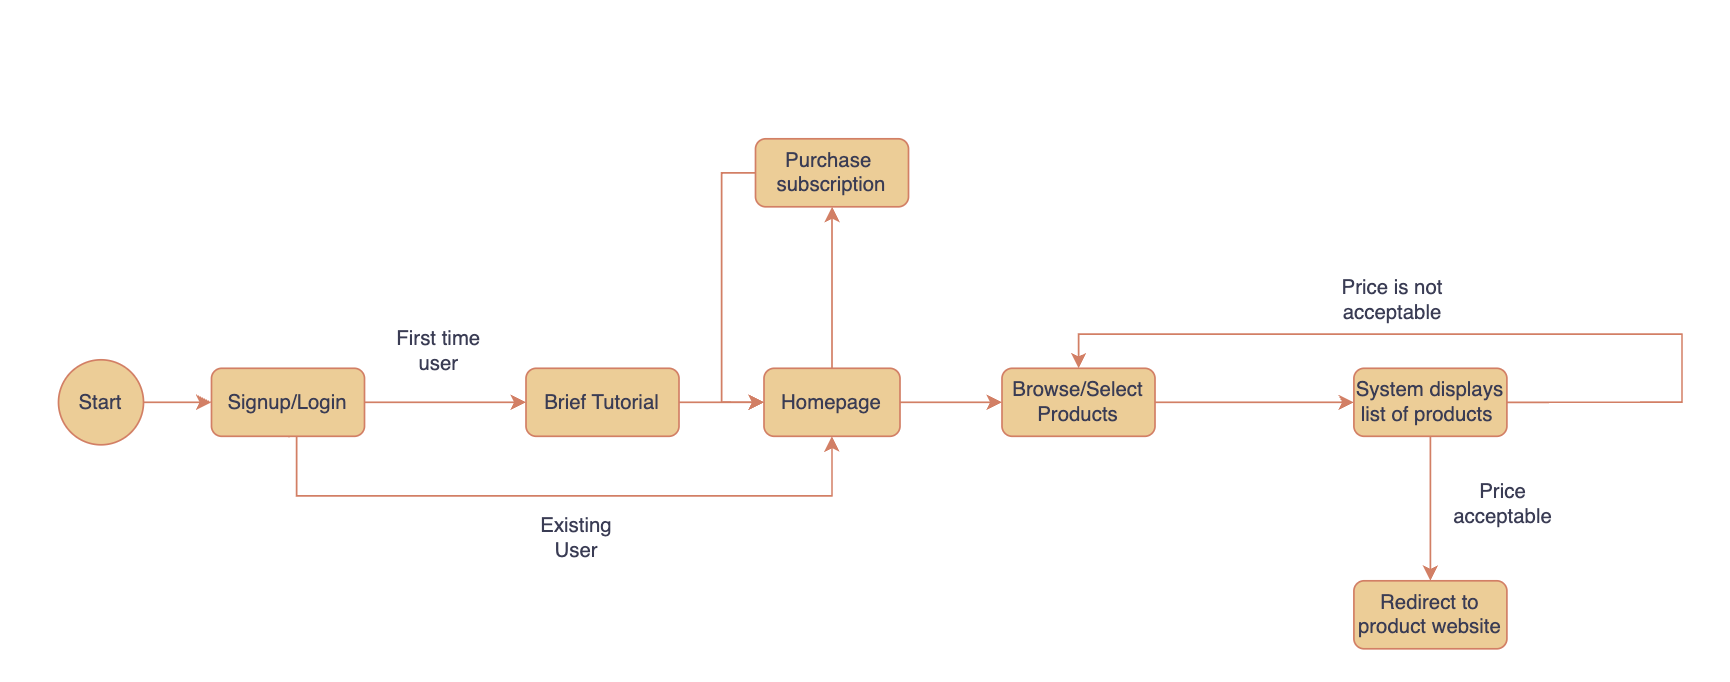 Purchase
subscription
Price is not
acceptable
First time
user
Start
Signup/Login
Brief Tutorial
Homepage
Browse/Select
Products
System displays
list of products
Price
acceptable
Existing
User
Redirect to
product website